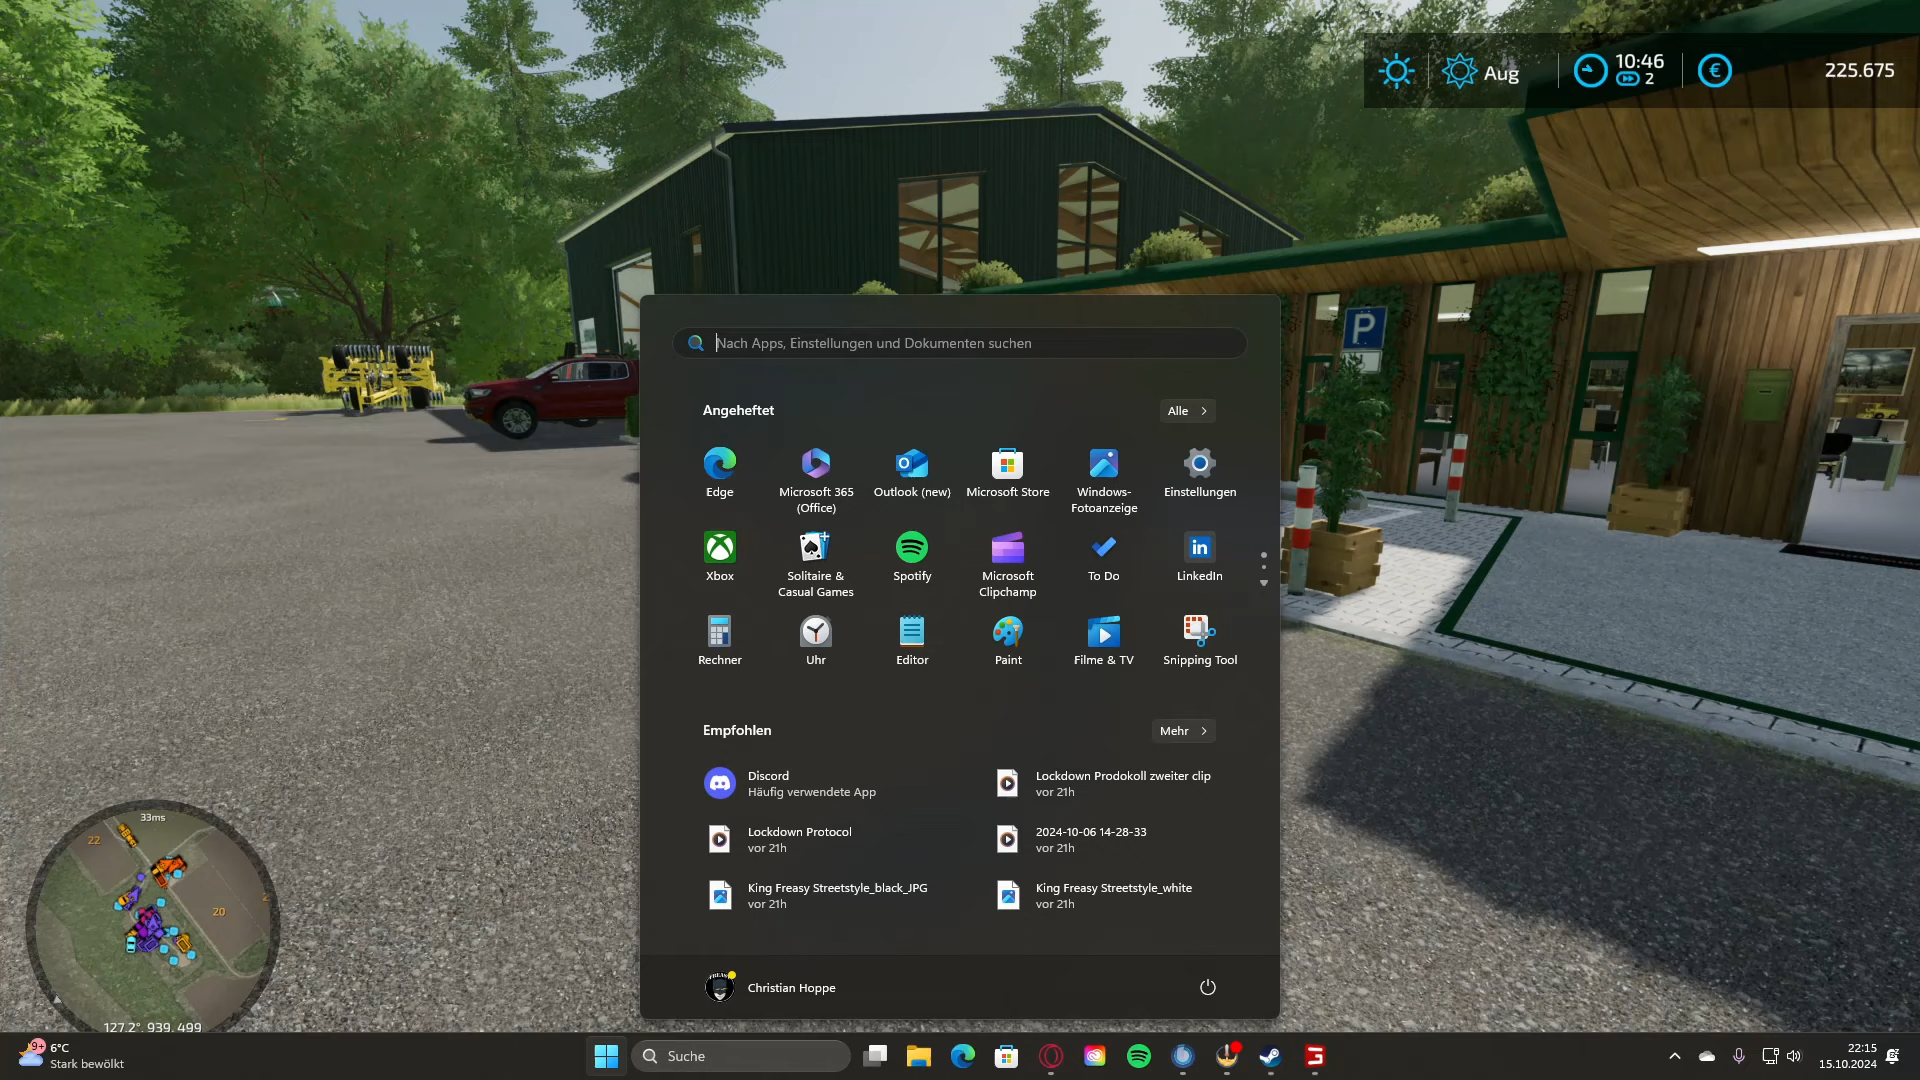 Aug
10:46
2
225.675
P
Nach Apps, Einstellungen und Dokumenten suchen
Angeheftet
Alle
Edge
Microsoft 365
(Office)
Outlook (new)
Microsoft Store
Windows-
Fotoanzeige
Einstellungen
Xbox
Solitaire &
Casual Games
Spotify
Microsoft
Clipchamp
To Do
LinkedIn
Rechner
Uhr
Editor
Paint
Filme & TV
Snipping Tool
Empfohlen
Mehr
Discord
Häufig verwendete App
Lockdown Prodokoll zweiter clip
vor 21h
Lockdown Protocol
vor 21h
2024-10-06 14-28-33
vor 21h
King Freasy Streetstyle_black_JPG
vor 21h
King Freasy Streetstyle_white
vor 21h
Christian Hoppe
33ms
22
20
127.2°, 939, 499
9+
6°C
Stark bewölkt
Suche
22:15
15.10.2024